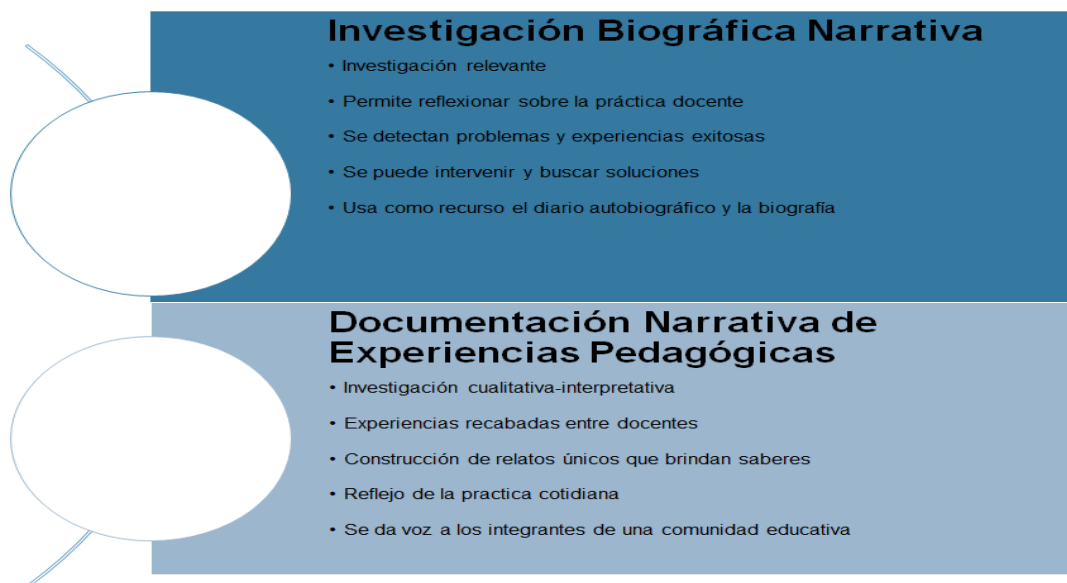 Investigación Biográfica Narrativa
• Investigación relevante
• Permite reflexionar sobre la práctica docente
• Se detectan problemas y experiencias exitosas
• Se puede intervenir y buscar soluciones
• Usa como recurso el diario autobiográfico y la biografía
Documentación Narrativa de
Experiencias Pedagógicas
• Investigación cualitativa-interpretativa
• Experiencias recabadas entre docentes
• Construcción de relatos únicos que brindan saberes
• Reflejo de la practica cotidiana
• Se da voz a los integrantes de una comunidad educativa